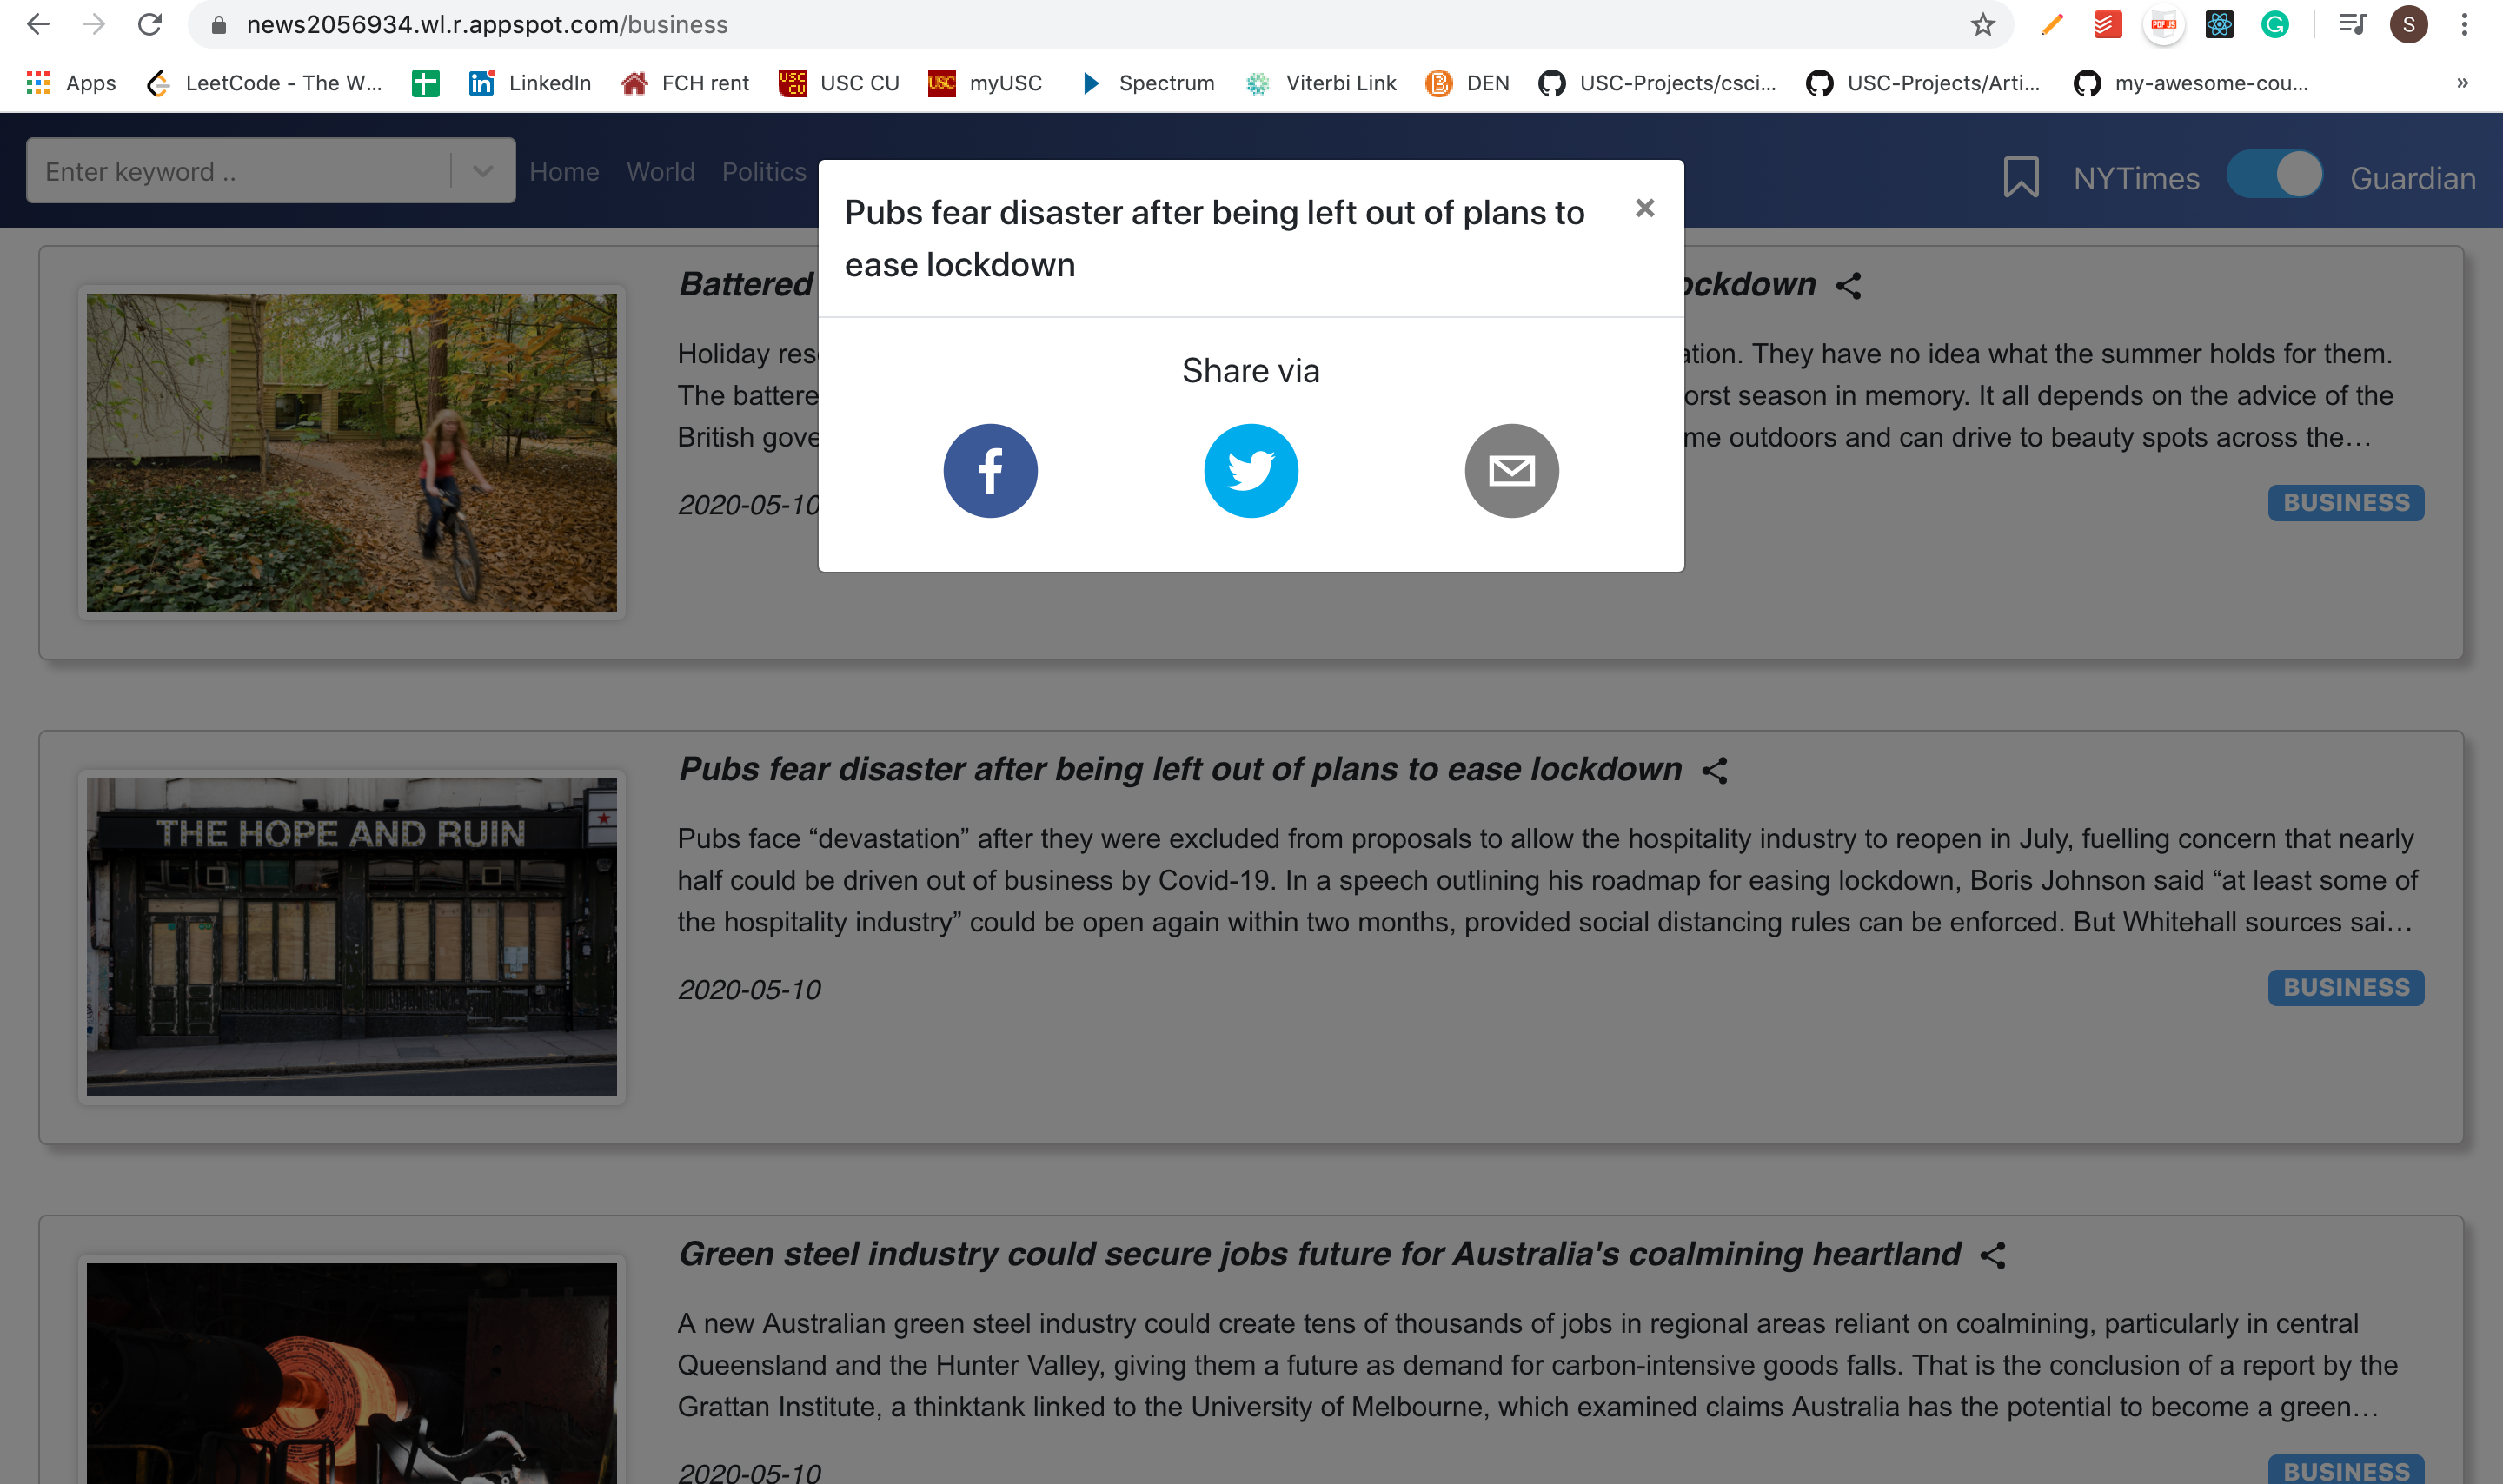 news2056934.wl.r.appspot.com/business
PDF JS
S
Apps
LeetCode - The W...
in
LinkedIn
FCH rent
USC CU
USC CU
USC
myUSC
Spectrum
Viterbi Link
DEN
USC-Projects/csci...
USC-Projects/Arti...
my-awesome-cou...
»
Enter keyword ..
Home
World
Politics
NYTimes
Guardian
Pubs fear disaster after being left out of plans to
ease lockdown
×
Share via
Battered
ockdown
Holiday res
ation. They have no idea what the summer holds for them.
The battere
orst season in memory. It all depends on the advice of the
British gove
me outdoors and can drive to beauty spots across the…
2020-05-10
BUSINESS
THE HOPE AND RUIN
Pubs fear disaster after being left out of plans to ease lockdown
Pubs face “devastation” after they were excluded from proposals to allow the hospitality industry to reopen in July, fuelling concern that nearly
half could be driven out of business by Covid-19. In a speech outlining his roadmap for easing lockdown, Boris Johnson said “at least some of
the hospitality industry” could be open again within two months, provided social distancing rules can be enforced. But Whitehall sources sai…
2020-05-10
BUSINESS
Green steel industry could secure jobs future for Australia's coalmining heartland
A new Australian green steel industry could create tens of thousands of jobs in regional areas reliant on coalmining, particularly in central
Queensland and the Hunter Valley, giving them a future as demand for carbon-intensive goods falls. That is the conclusion of a report by the
Grattan Institute, a thinktank linked to the University of Melbourne, which examined claims Australia has the potential to become a green…
2020-05-10
BUSINESS